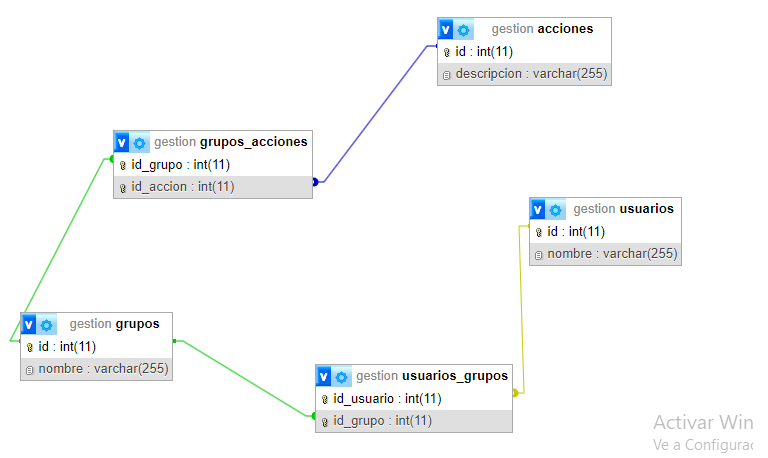 gestion acciones
id : int(11)
descripcion : varchar(255)
gestion grupos_acciones
id_grupo : int(11)
id_accion : int(11)
gestion usuarios
id : int(11)
nombre : varchar(255)
gestion grupos
id : int(11)
nombre : varchar(255)
gestion usuarios_grupos
id_usuario : int(11)
id_grupo : int(11)
Activar Win
Ve a Configurac